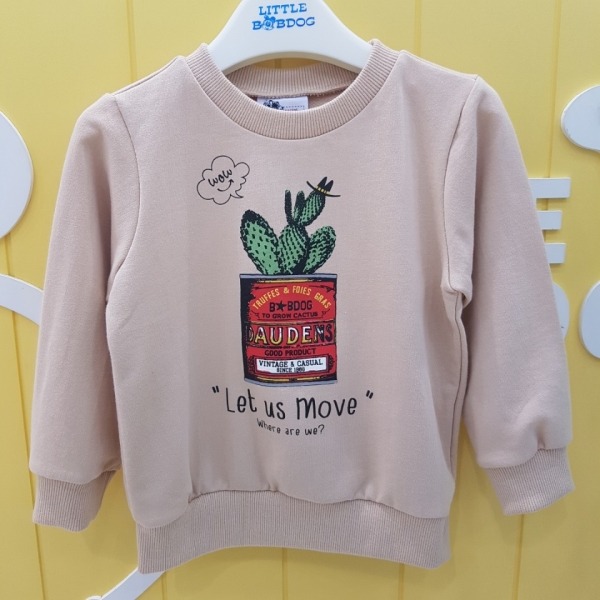 LITTLE
BOBDOG
wow
TRUFFES & FOIES GRAS
B★BDOG
TO GROW CACTUS
DAUDENS
GOOD PRODUCT
VINTAGE & CASUAL
SINCE 1980
"Let us Move"
Where are we?